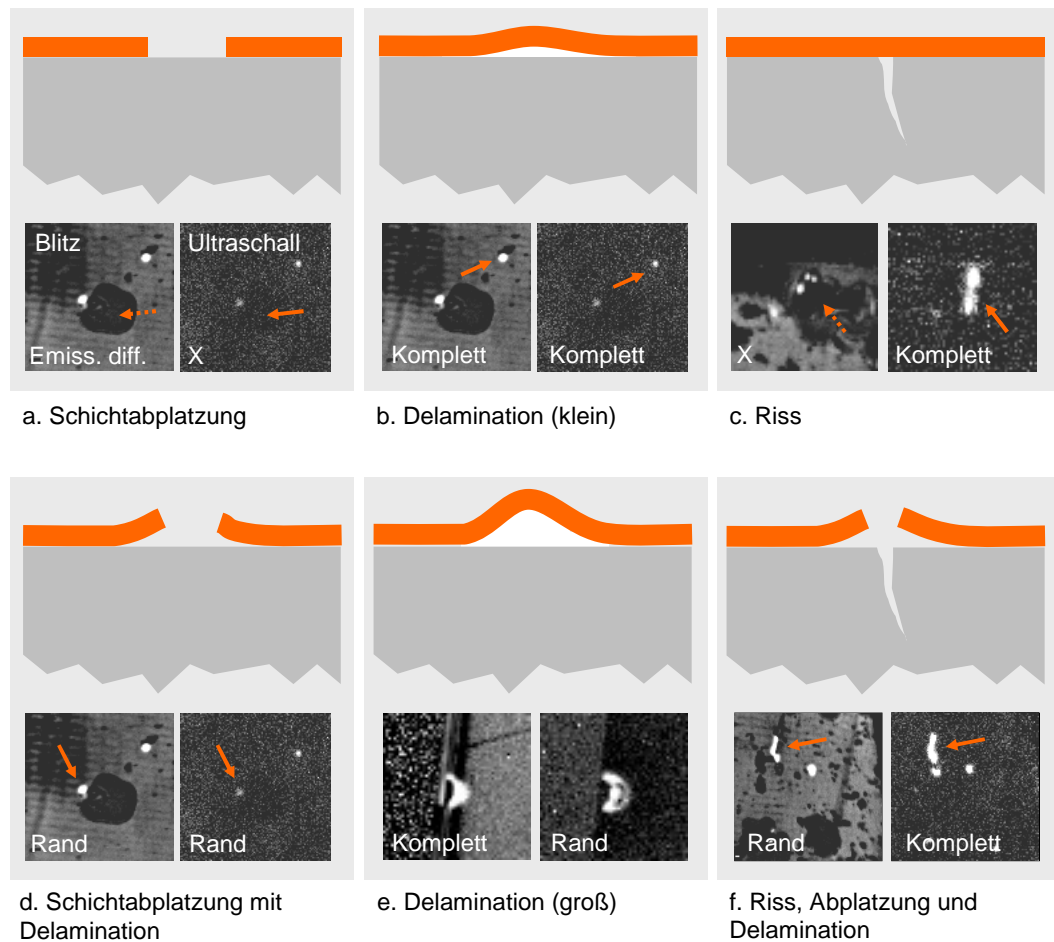 Blitz
Ultraschall
Emiss. diff.
X
Komplett
Komplett
X
Komplett
a. Schichtabplatzung
b. Delamination (klein)
c. Riss
Rand
Rand
Komplett
Rand
Rand
Komplett
d. Schichtabplatzung mit
Delamination
e. Delamination (groß)
f. Riss, Abplatzung und
Delamination